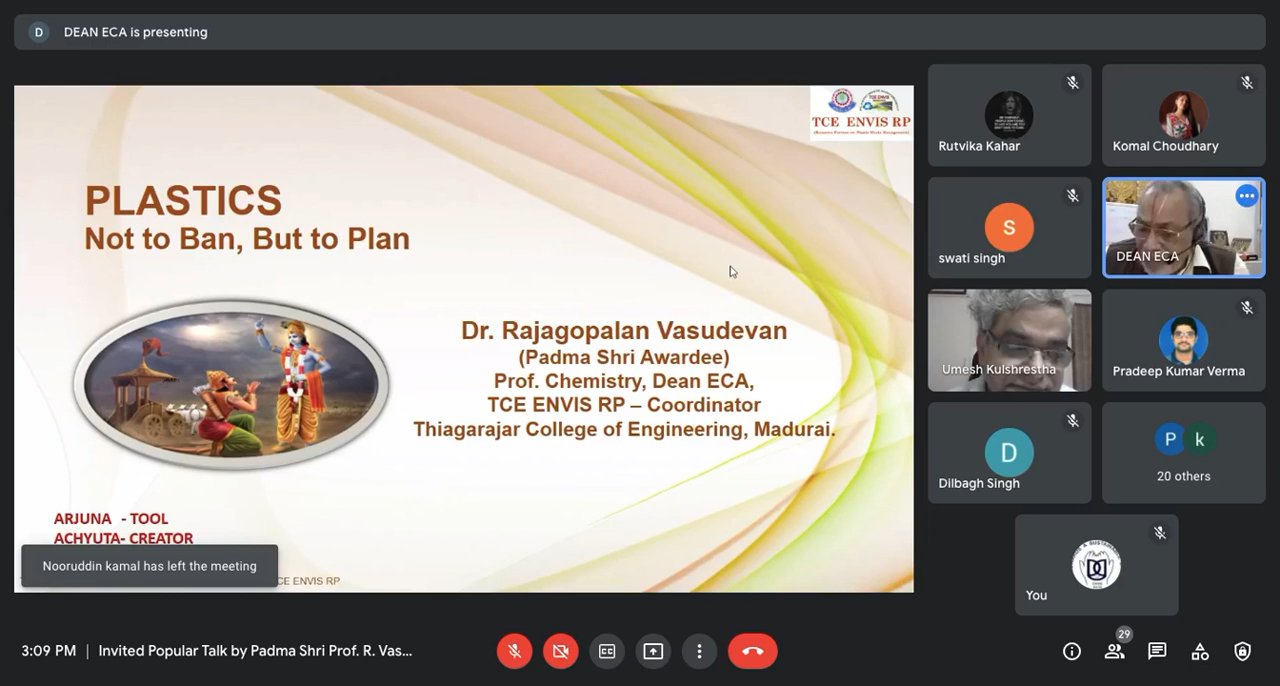 D DEAN ECA is presenting
TCE ENVIS RP
PLASTICS
Not to Ban, But to Plan
Dr. Rajagopalan Vasudevan
(Padma Shri Awardee)
Prof. Chemistry, Dean ECA,
TCE ENVIS RP – Coordinator
Thiagarajar College of Engineering, Madurai.
ARJUNA - TOOL
ACHYUTA- CREATOR
Nooruddin kamal has left the meeting
CE ENVIS RP
Rutvika Kahar
Komal Choudhary
S
swati singh
DEAN ECA
Umesh Kulshrestha
Pradeep Kumar Verma
D
Dilbagh Singh
P k
20 others
You
3:09 PM | Invited Popular Talk by Padma Shri Prof. R. Vas...
29